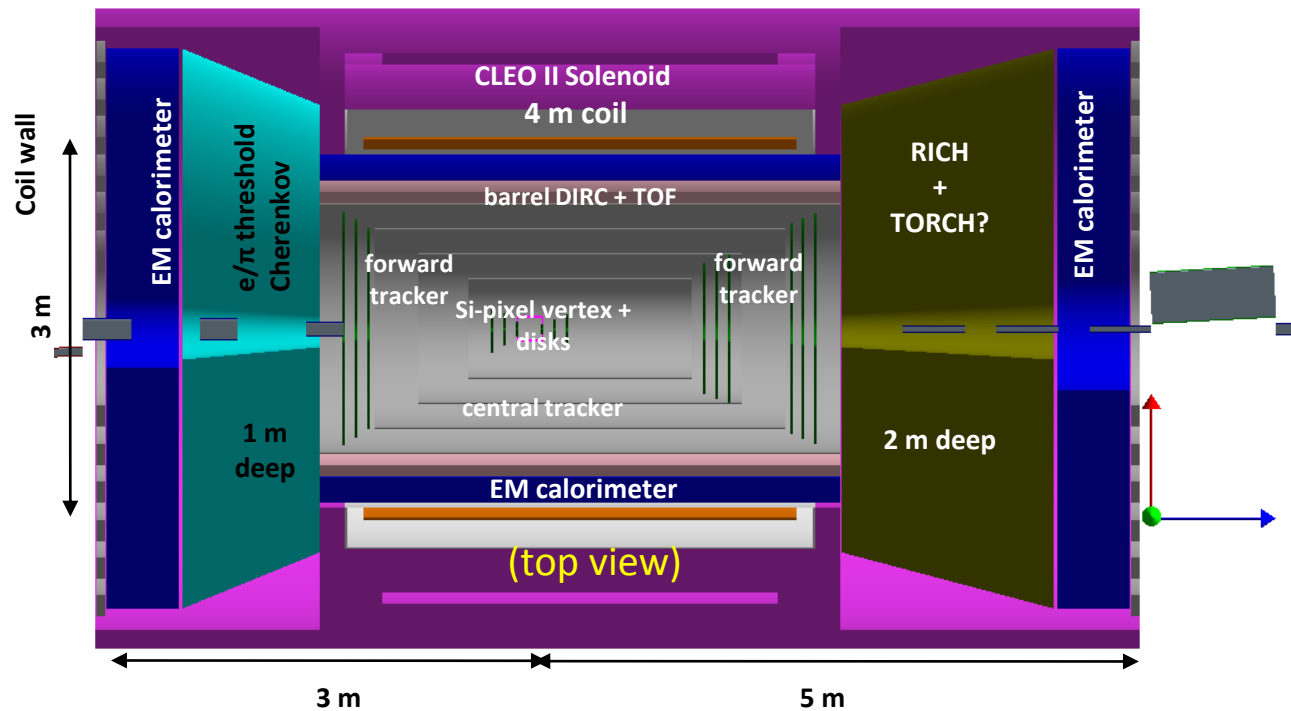 CLEO II Solenoid
4 m coil
Coil wall
3 m
EM calorimeter
e/π threshold
Cherenkov
1 m
deep
barrel DIRC + TOF
forward
tracker
forward
tracker
Si-pixel vertex +
disks
central tracker
EM calorimeter
(top view)
RICH
+
TORCH?
2 m deep
EM calorimeter
3 m
5 m